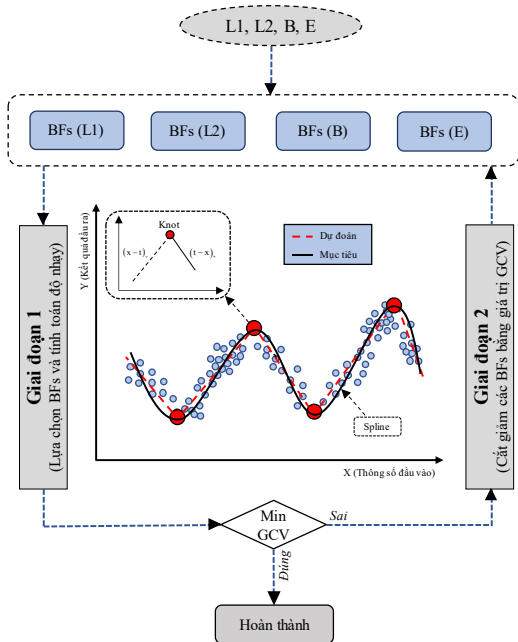 L1, L2, B, E
BFs (L1)
BFs (L2)
BFs (B)
BFs (E)
Giai đoạn 1
(Lựa chọn BFs và tính toán độ nhạy)
Y (Kết quả đầu ra)
Knot
(x−t)+
(t−x)+
Dự đoán
Mục tiêu
Spline
X (Thông số đầu vào)
Giai đoạn 2
(Cắt giảm các BFs bằng giá trị GCV)
Min
GCV
Sai
Đúng
Hoàn thành